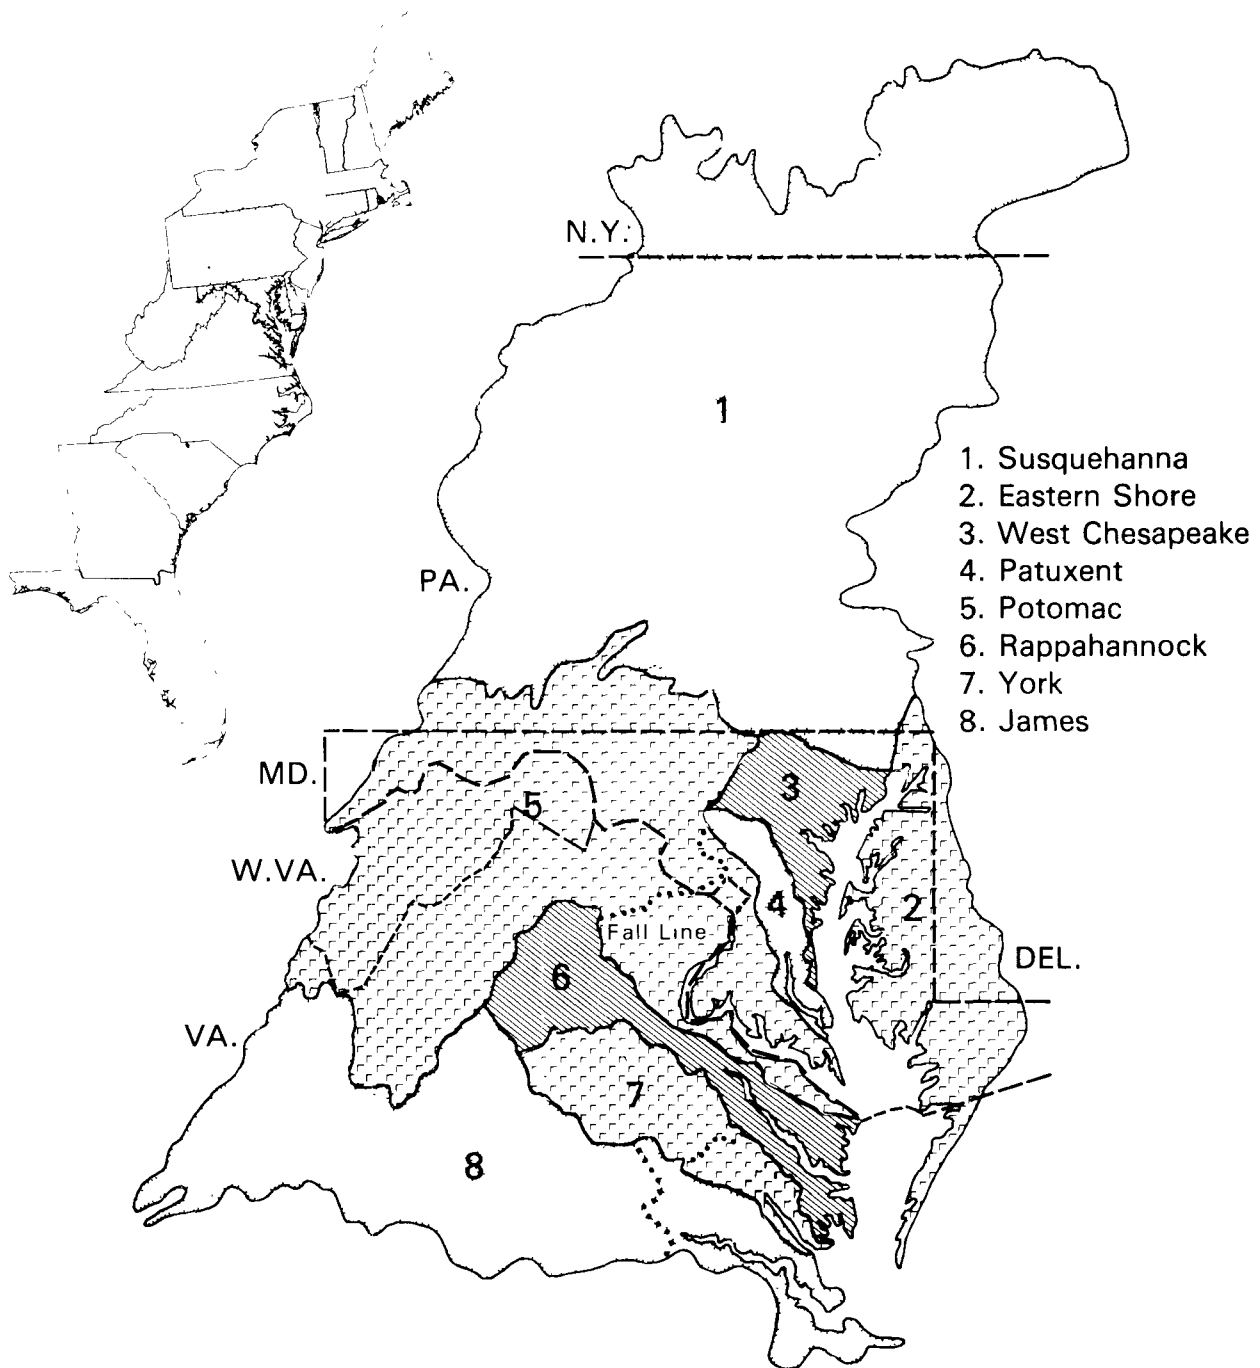 N.Y.
1
1. Susquehanna
2. Eastern Shore
3. West Chesapeake
4. Patuxent
5. Potomac
6. Rappahannock
7. York
8. James
PA.
MD.
3
5
W.VA.
4
2
Fall Line
DEL.
6
VA.
7
8